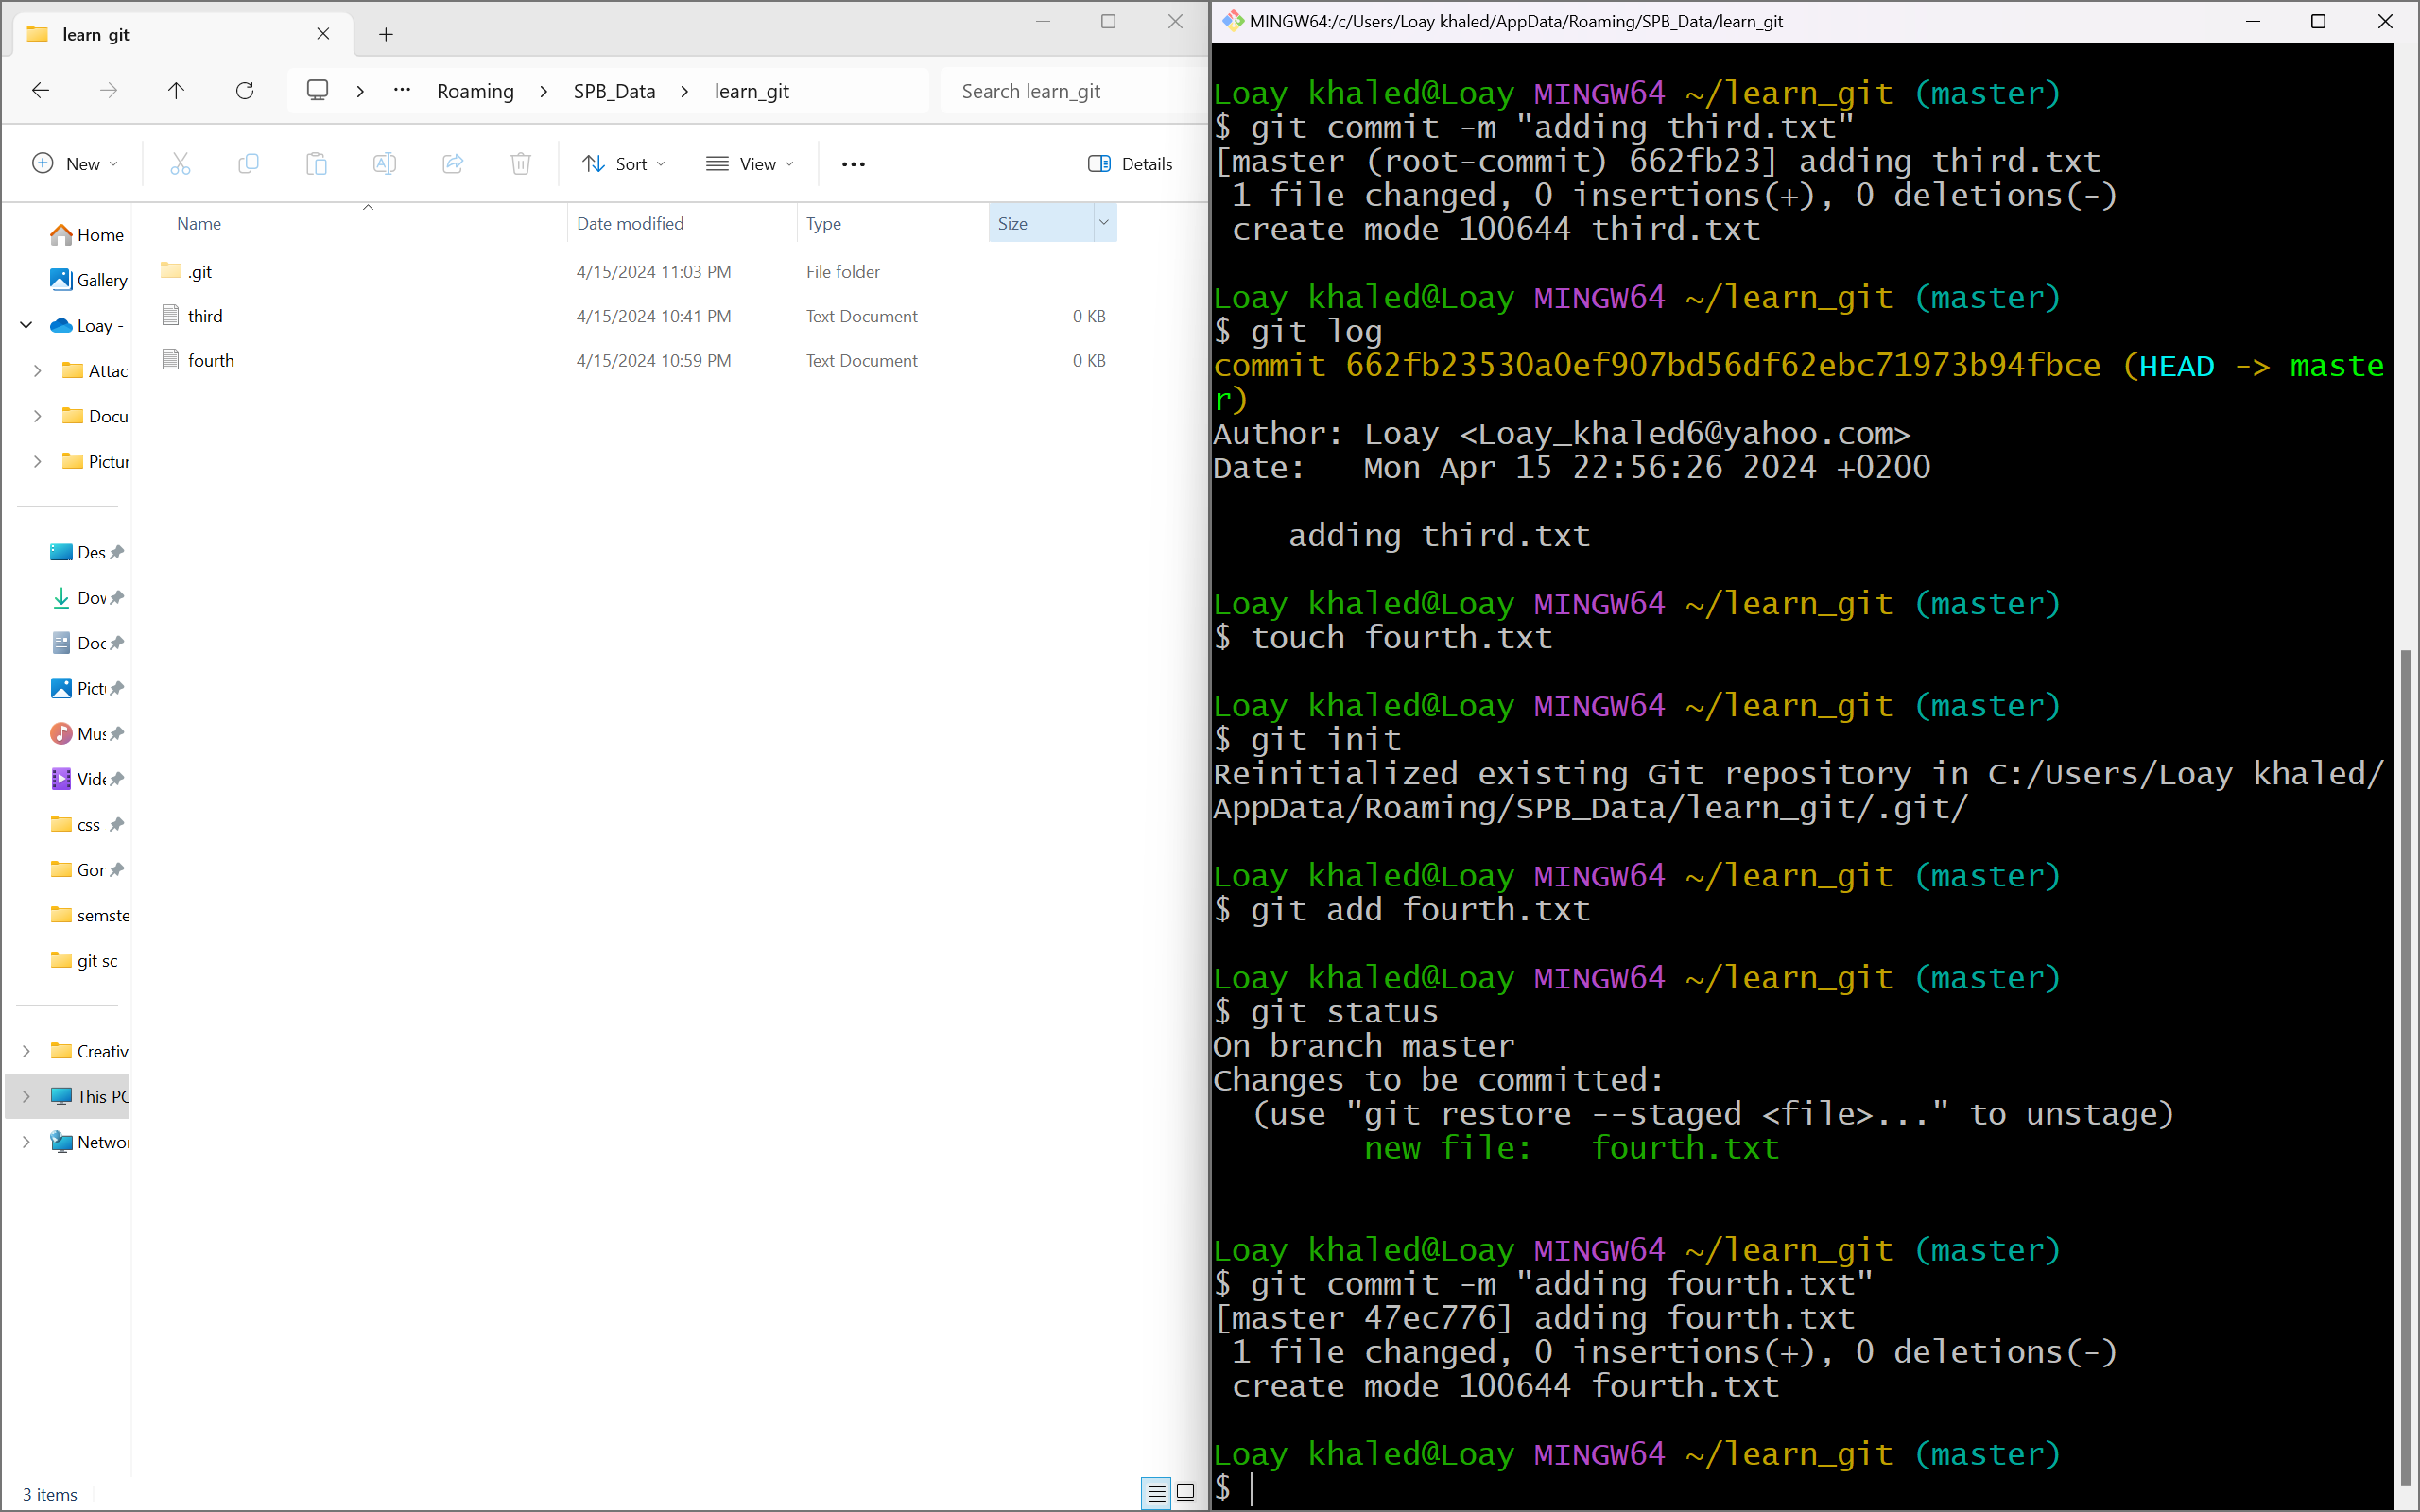 learn_git
Roaming > SPB_Data > learn_git
Search learn_git
New
Sort
View
Details
Name Date modified Type Size
.git 4/15/2024 11:03 PM File folder
third 4/15/2024 10:41 PM Text Document 0 KB
fourth 4/15/2024 10:59 PM Text Document 0 KB
Home
Gallery
Loay -
Attac
Docu
Pictur
Des
Dov
Doc
Pict
Mus
Vide
css
Gor
semste
git sc
Creativ
This PC
Networ
3 items
MINGW64:/c/Users/Loay khaled/AppData/Roaming/SPB_Data/learn_git
Loay khaled@Loay MINGW64 ~/learn_git (master)
$ git commit -m "adding third.txt"
[master (root-commit) 662fb23] adding third.txt
1 file changed, 0 insertions(+), 0 deletions(-)
create mode 100644 third.txt
Loay khaled@Loay MINGW64 ~/learn_git (master)
$ git log
commit 662fb23530a0ef907bd56df62ebc71973b94fbce (HEAD -> maste
r)
Author: Loay <Loay_khaled6@yahoo.com>
Date:   Mon Apr 15 22:56:26 2024 +0200
adding third.txt
Loay khaled@Loay MINGW64 ~/learn_git (master)
$ touch fourth.txt
Loay khaled@Loay MINGW64 ~/learn_git (master)
$ git init
Reinitialized existing Git repository in C:/Users/Loay khaled/
AppData/Roaming/SPB_Data/learn_git/.git/
Loay khaled@Loay MINGW64 ~/learn_git (master)
$ git add fourth.txt
Loay khaled@Loay MINGW64 ~/learn_git (master)
$ git status
On branch master
Changes to be committed:
(use "git restore --staged <file>..." to unstage)
new file:   fourth.txt
Loay khaled@Loay MINGW64 ~/learn_git (master)
$ git commit -m "adding fourth.txt"
[master 47ec776] adding fourth.txt
1 file changed, 0 insertions(+), 0 deletions(-)
create mode 100644 fourth.txt
Loay khaled@Loay MINGW64 ~/learn_git (master)
$